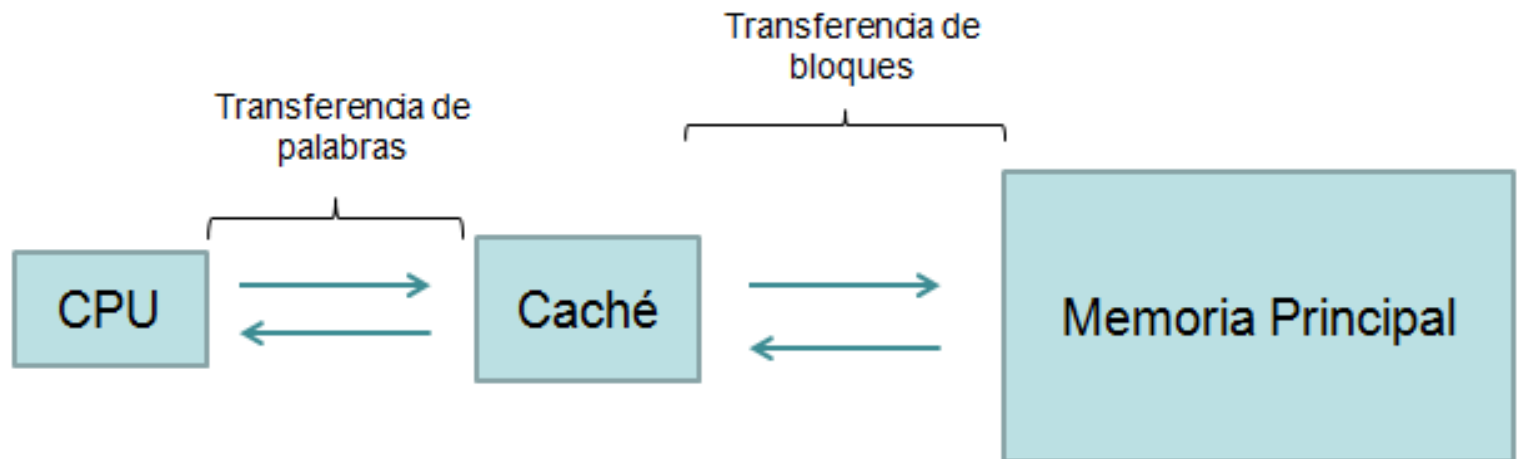 Transferencia de
bloques
Transferencia de
palabras
CPU
Caché
Memoria Principal